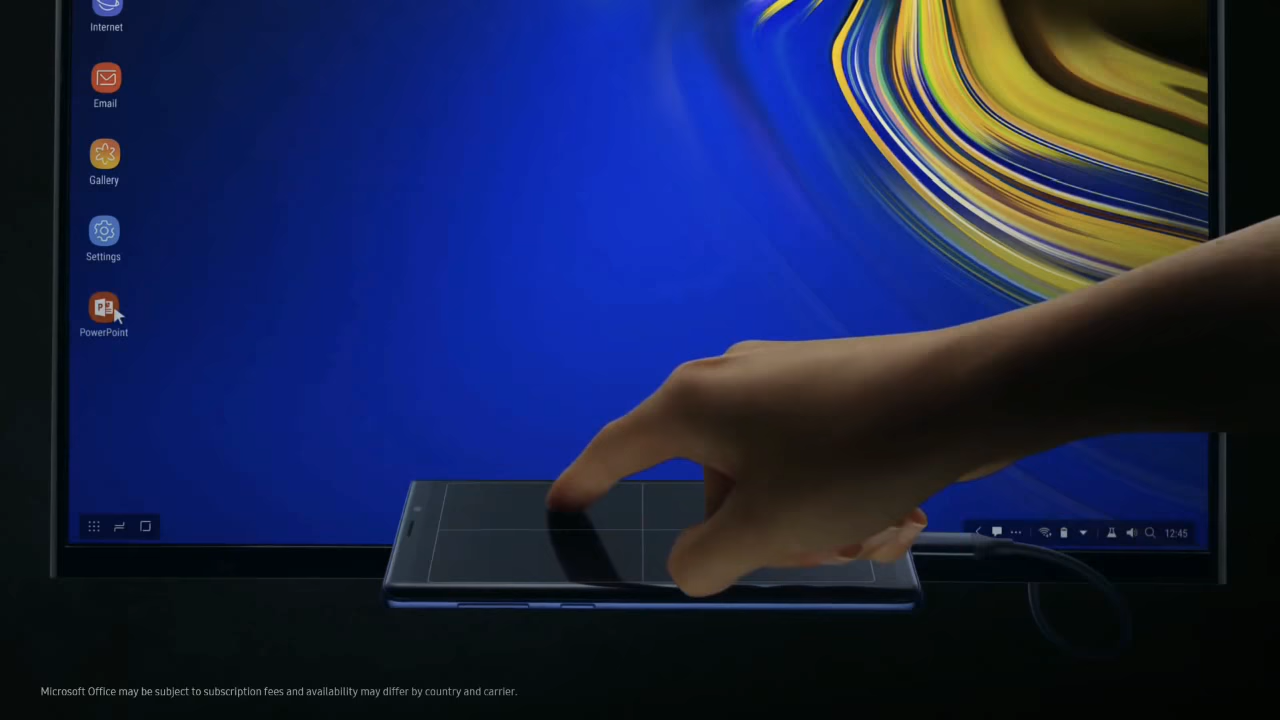 Internet
Email
Gallery
Settings
P
PowerPoint
12:45
Microsoft Office may be subject to subscription fees and availability may differ by country and carrier.